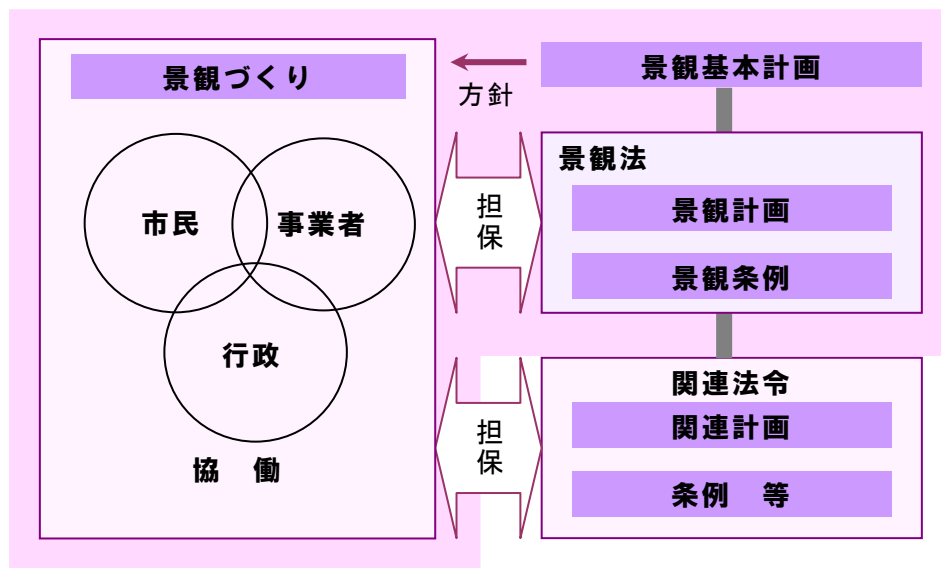 景観づくり
市民
事業者
行政
協　働
景観基本計画
方針
景観法
担保
景観計画
景観条例
関連法令
担保
関連計画
条例　等